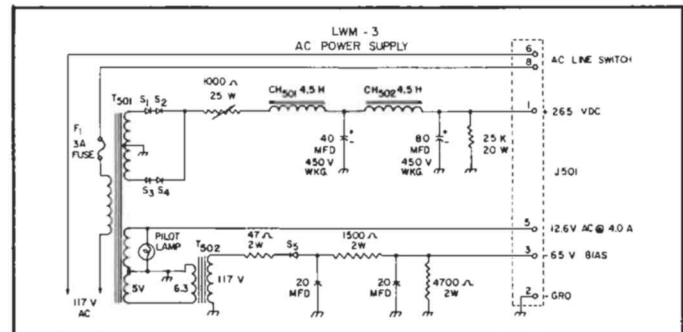 LWM - 3
AC POWER SUPPLY
6
8
AC LINE SWITCH
T501
S1 S2
1000 Ω
25 W
CH501 4.5 H
CH502 4.5 H
1
265 VDC
F1
3A
FUSE
40
MFD
450 V
WKG.
80
MFD
450 V
WKG.
25 K
20 W
S3 S4
J501
5
12.6V AC @ 4.0 A
PILOT
LAMP
T502
47 Ω
2W
S5
1500 Ω
2W
3
65 V BIAS
117 V
AC
5V
6.3
117 V
20
MFD
20
MFD
4700 Ω
2W
2
GRD